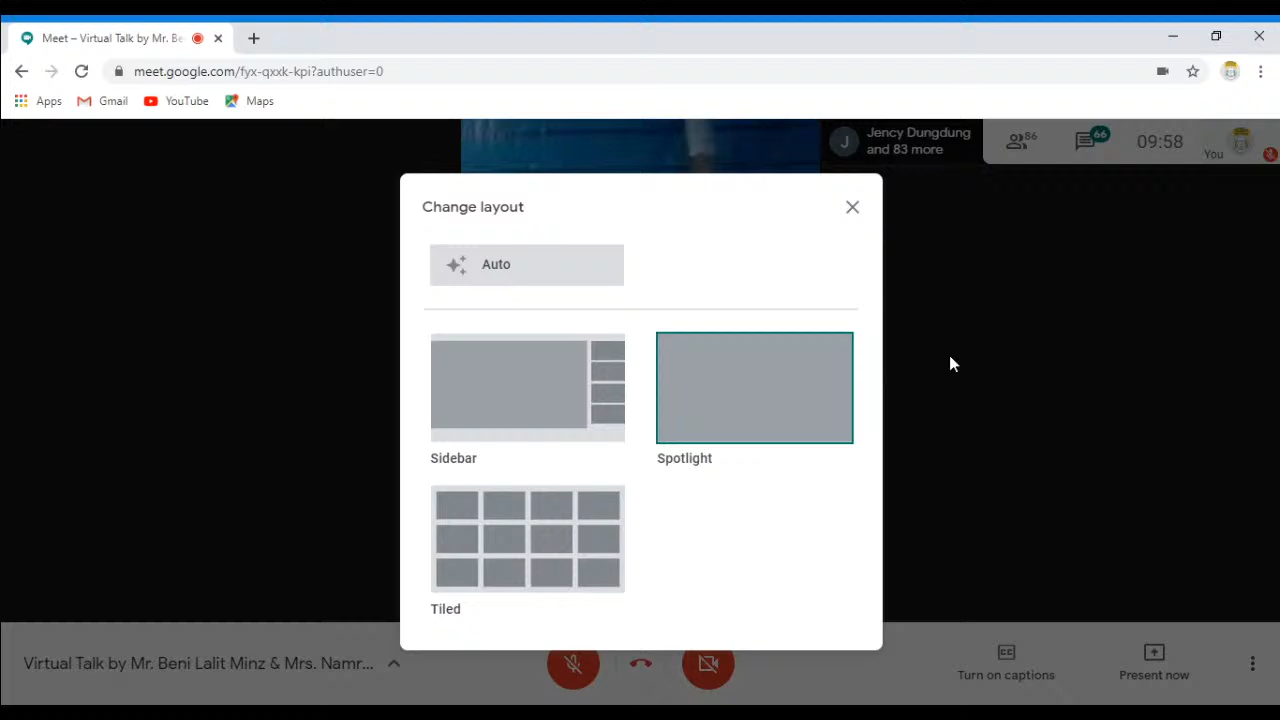 Meet – Virtual Talk by Mr. Be
meet.google.com/fyx-qxxk-kpi?authuser=0
Apps Gmail YouTube Maps
J Jency Dungdung
and 83 more
86
66
09:58
You
Change layout
Auto
Sidebar
Spotlight
Tiled
Virtual Talk by Mr. Beni Lalit Minz & Mrs. Namr...
CC
Turn on captions
Present now